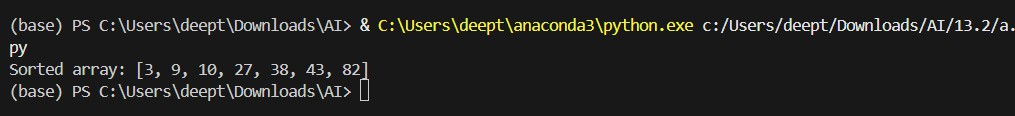 (base) PS C:\Users\deept\Downloads\AI> & C:\Users\deept\anaconda3\python.exe c:/Users/deept/Downloads/AI/13.2/a.
py
Sorted array: [3, 9, 10, 27, 38, 43, 82]
(base) PS C:\Users\deept\Downloads\AI>